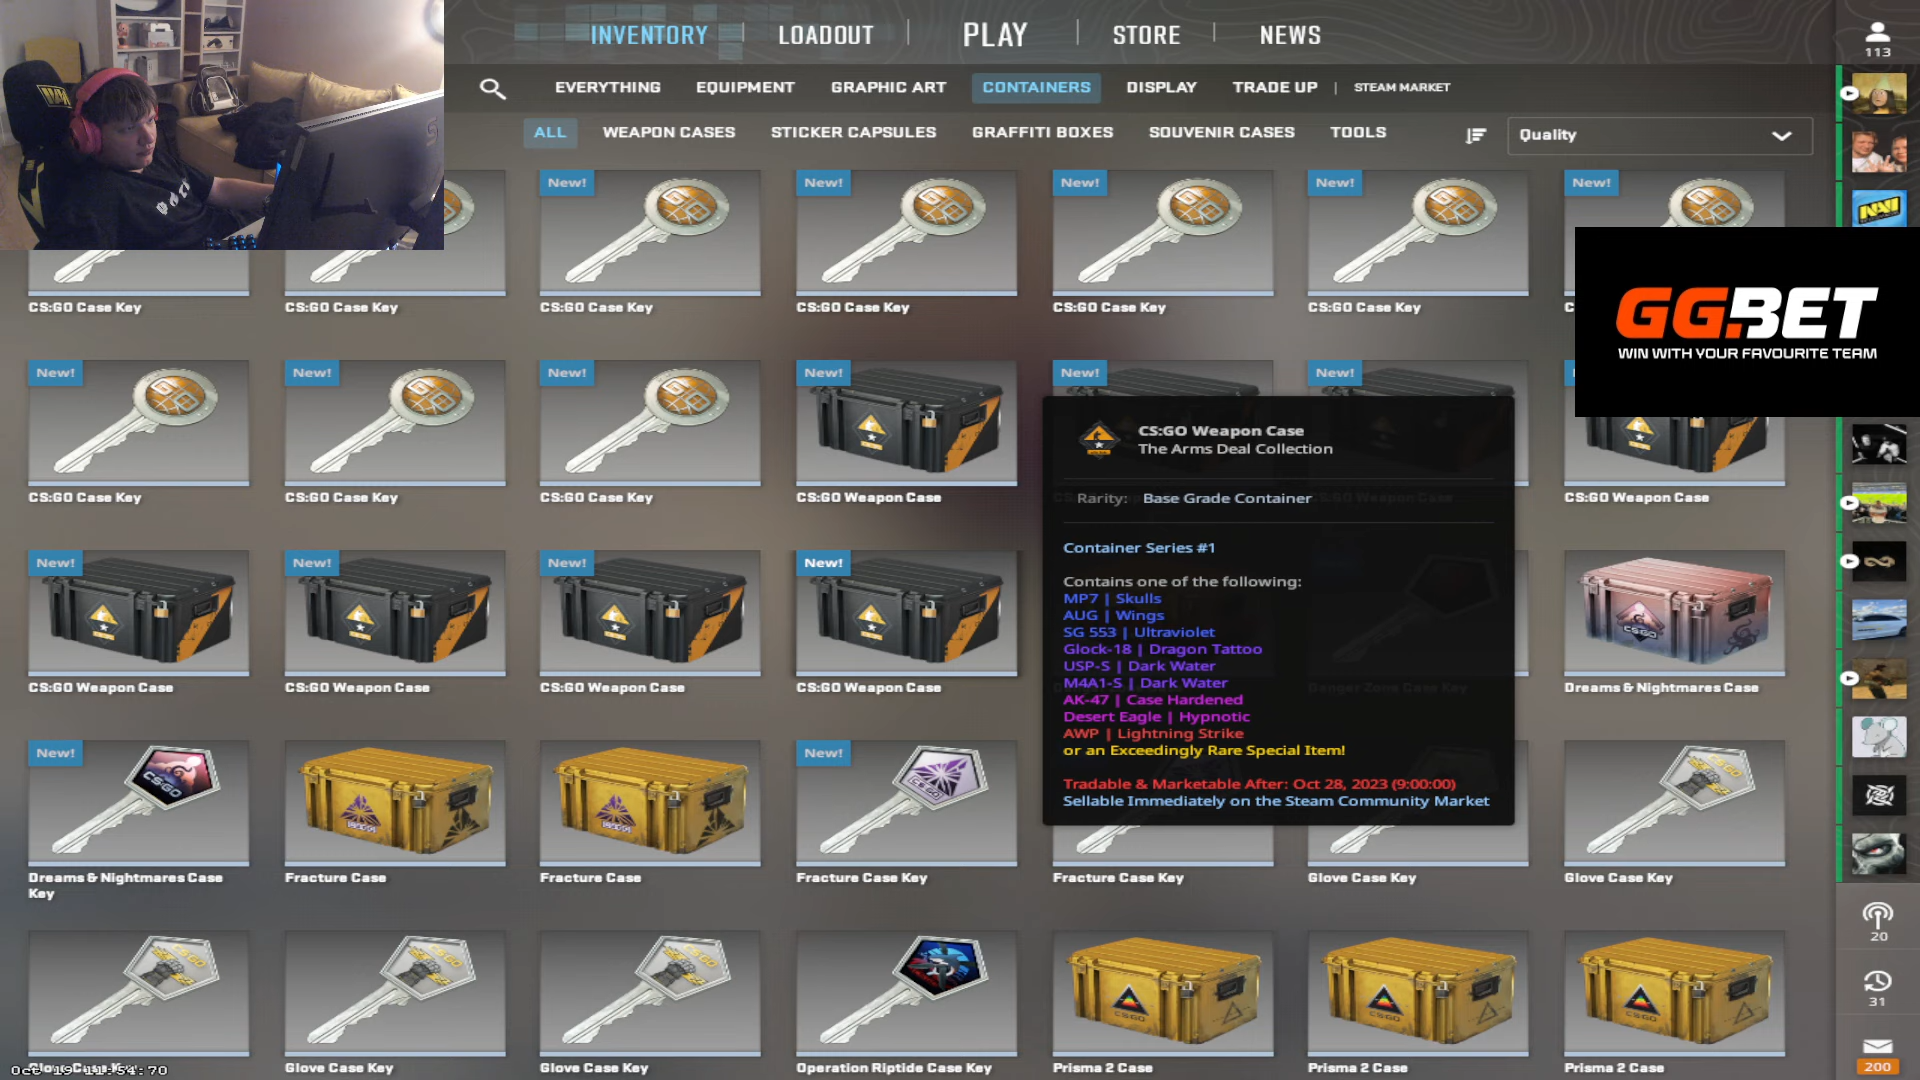 INVENTORY
LOADOUT
PLAY
STORE
NEWS
113
EVERYTHING
EQUIPMENT
GRAPHIC ART
CONTAINERS
DISPLAY
TRADE UP
STEAM MARKET
ALL
WEAPON CASES
STICKER CAPSULES
GRAFFITI BOXES
SOUVENIR CASES
TOOLS
Quality
New!
New!
New!
New!
New!
CS:GO Case Key
CS:GO Case Key
CS:GO Case Key
CS:GO Case Key
CS:GO Case Key
CS:GO Case Key
GG.BET
WIN WITH YOUR FAVOURITE TEAM
New!
New!
New!
New!
New!
New!
CS:GO Case Key
CS:GO Case Key
CS:GO Case Key
CS:GO Weapon Case
CS:GO Weapon Case
CS:GO Weapon Case
The Arms Deal Collection
Rarity: Base Grade Container
Container Series #1
Contains one of the following:
MP7 | Skulls
AUG | Wings
SG 553 | Ultraviolet
Glock-18 | Dragon Tattoo
USP-S | Dark Water
M4A1-S | Dark Water
AK-47 | Case Hardened
Desert Eagle | Hypnotic
AWP | Lightning Strike
or an Exceedingly Rare Special Item!
Tradable & Marketable After: Oct 28, 2023 (9:00:00)
Sellable Immediately on the Steam Community Market
New!
New!
New!
New!
CS:GO Weapon Case
CS:GO Weapon Case
CS:GO Weapon Case
CS:GO Weapon Case
Danger Zone Case Key
Dreams & Nightmares Case
New!
New!
Dreams & Nightmares Case
Key
Fracture Case
Fracture Case
Fracture Case Key
Fracture Case Key
Glove Case Key
Glove Case Key
20
31
Glove Case Key
Glove Case Key
Operation Riptide Case Key
Prisma 2 Case
Prisma 2 Case
Prisma 2 Case
200